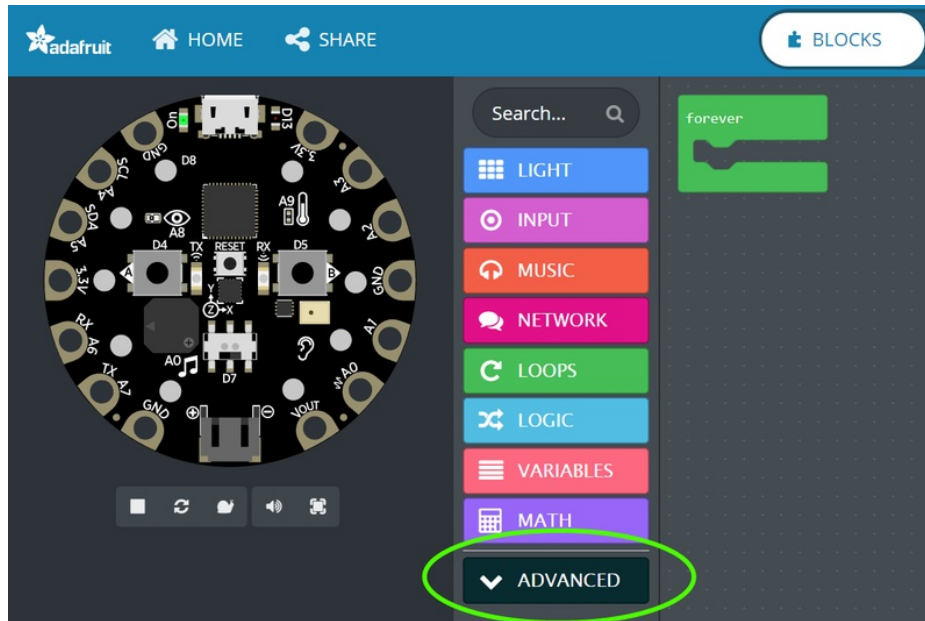 adafruit HOME SHARE BLOCKS
Search...
LIGHT
INPUT
MUSIC
NETWORK
LOOPS
LOGIC
VARIABLES
MATH
ADVANCED
forever
On D13
GND 3.3V
SCL A4 D8 A3
SDA A5 A8 A9 A2
D4 TX RESET RX D5
3.3V A B GND
Y
Z X
RX A6 A1
A0 D7
TX A7 A0
GND VOUT